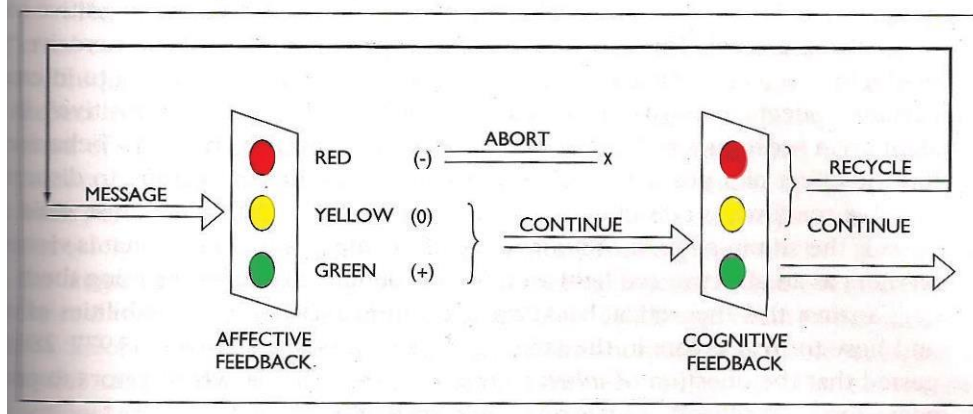 ABORT
RED (-) x
RECYCLE
MESSAGE
YELLOW (0)
CONTINUE
CONTINUE
GREEN (+)
AFFECTIVE
FEEDBACK
COGNITIVE
FEEDBACK